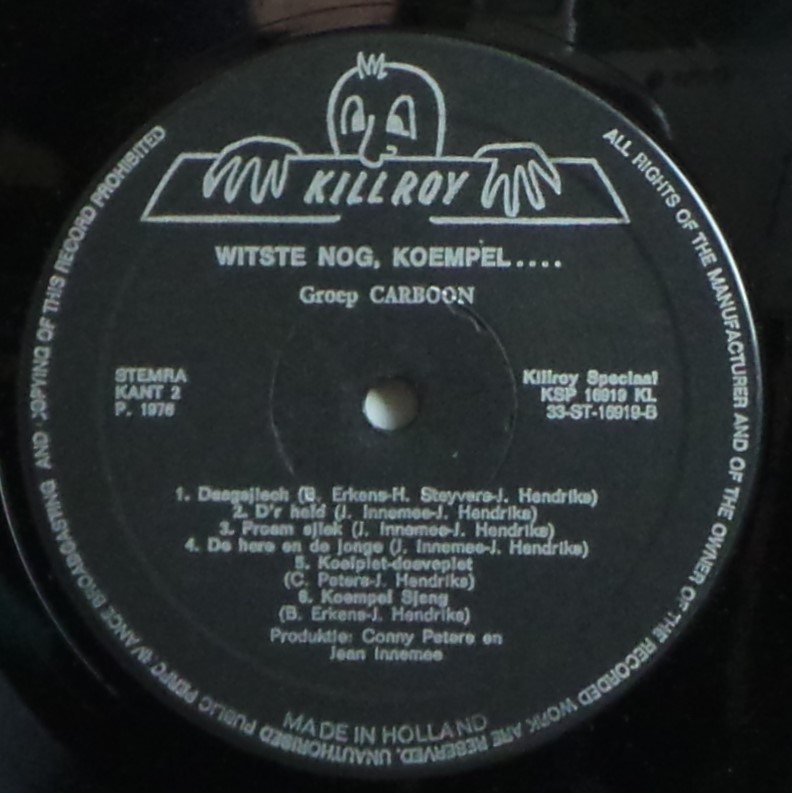 KILLROY
WITSTE NOG, KOEMPEL....
Groep CARBOON
STEMRA
KANT 2
P. 1976
Killroy Speciaal
KSP 16919 KL
33-ST-16919-B
1. Daagsjlech (B. Erkens-H. Steyvers-J. Hendriks)
2. D'r held (J. Innemee-J. Hendriks)
3. Proem sjiek (J. Innemee-J. Hendriks)
4. De here en de jonge (J. Innemee-J. Hendriks)
5. Koelpiet-doevepiet
(C. Peters-J. Hendriks)
6. Koempel Sjang
(B. Erkens-J. Hendriks)
Produktie: Conny Peters en
Jean Innemee
MADE IN HOLLAND
ALL RIGHTS OF THE MANUFACTURER AND OF THE OWNER OF THE RECORDED WORK ARE RESERVED. UNAUTHORISED PUBLIC PERFORMANCE BROADCASTING AND COPYING OF THIS RECORD PROHIBITED